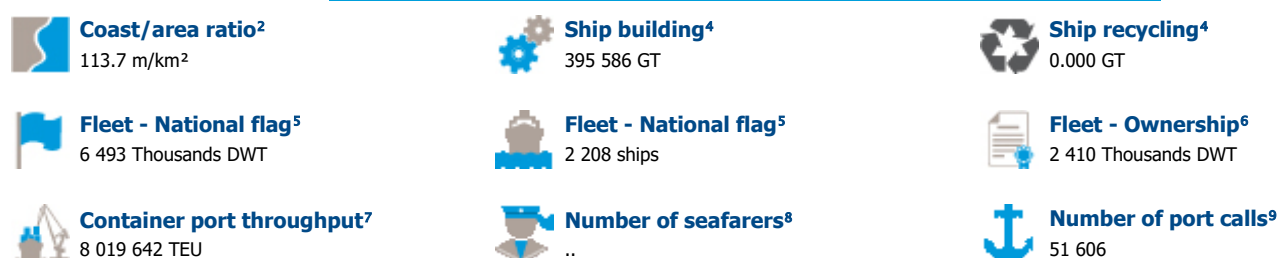 Coast/area ratio²
113.7 m/km²
Ship building⁴
395 586 GT
Ship recycling⁴
0.000 GT
Fleet - National flag⁵
6 493 Thousands DWT
Fleet - National flag⁵
2 208 ships
Fleet - Ownership⁶
2 410 Thousands DWT
Container port throughput⁷
8 019 642 TEU
Number of seafarers⁸
..
Number of port calls⁹
51 606